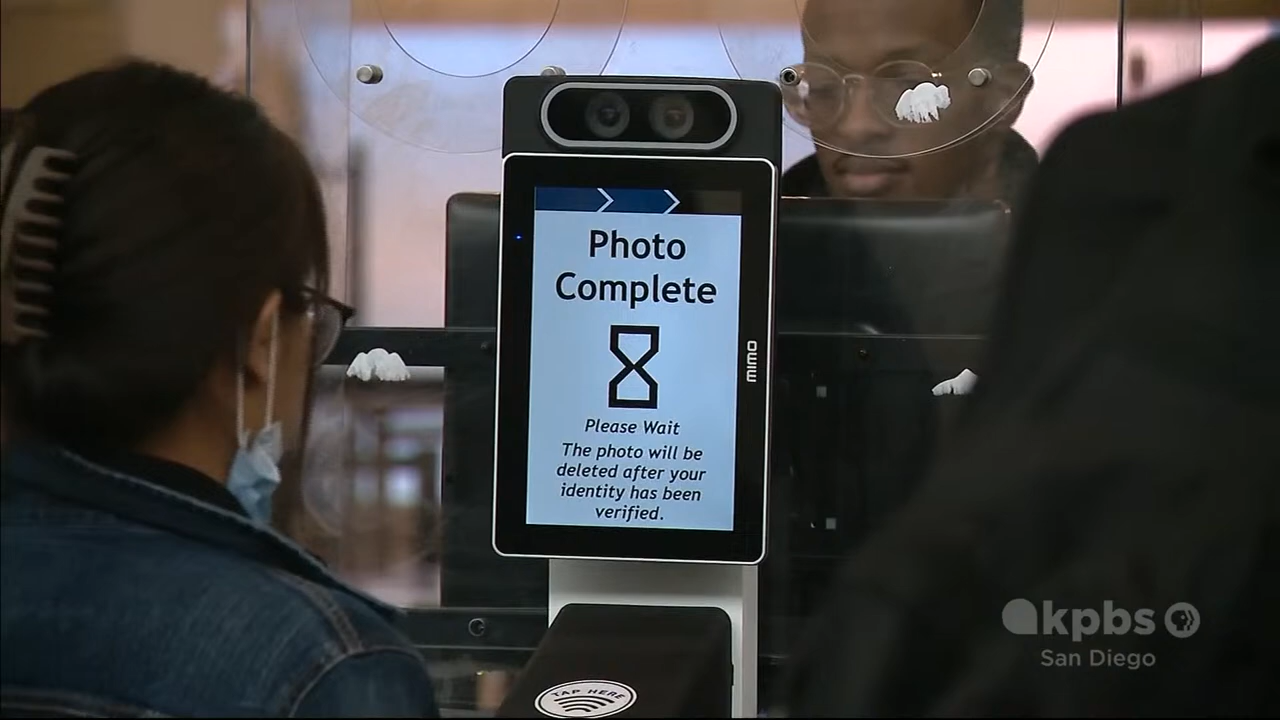 Photo
Complete
Please Wait
The photo will be
deleted after your
identity has been
verified.
mimo
TAP HERE
kpbs
San Diego